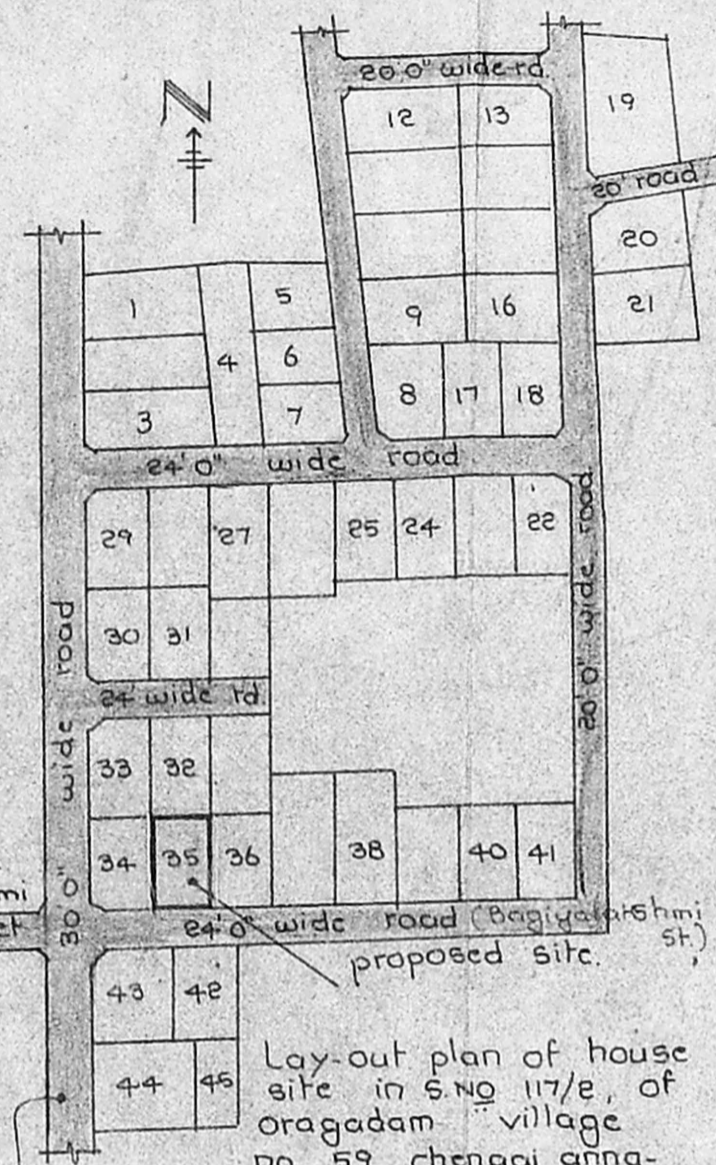 N
20'0" wide rd.
12
13
19
20' road
20
21
1
5
4
6
3
7
9
16
8
17
18
24'0" wide road
29
27
25
24
22
30
31
24' wide rd.
33
32
34
35
36
38
40
41
30'0" wide road
20'0" wide road
24'0" wide road (Bagiyalakshmi st.)
proposed site.
43
42
44
45
Lay-out plan of house
site in S.NO 117/2, of
oragadam village
no 59 chengai anna-